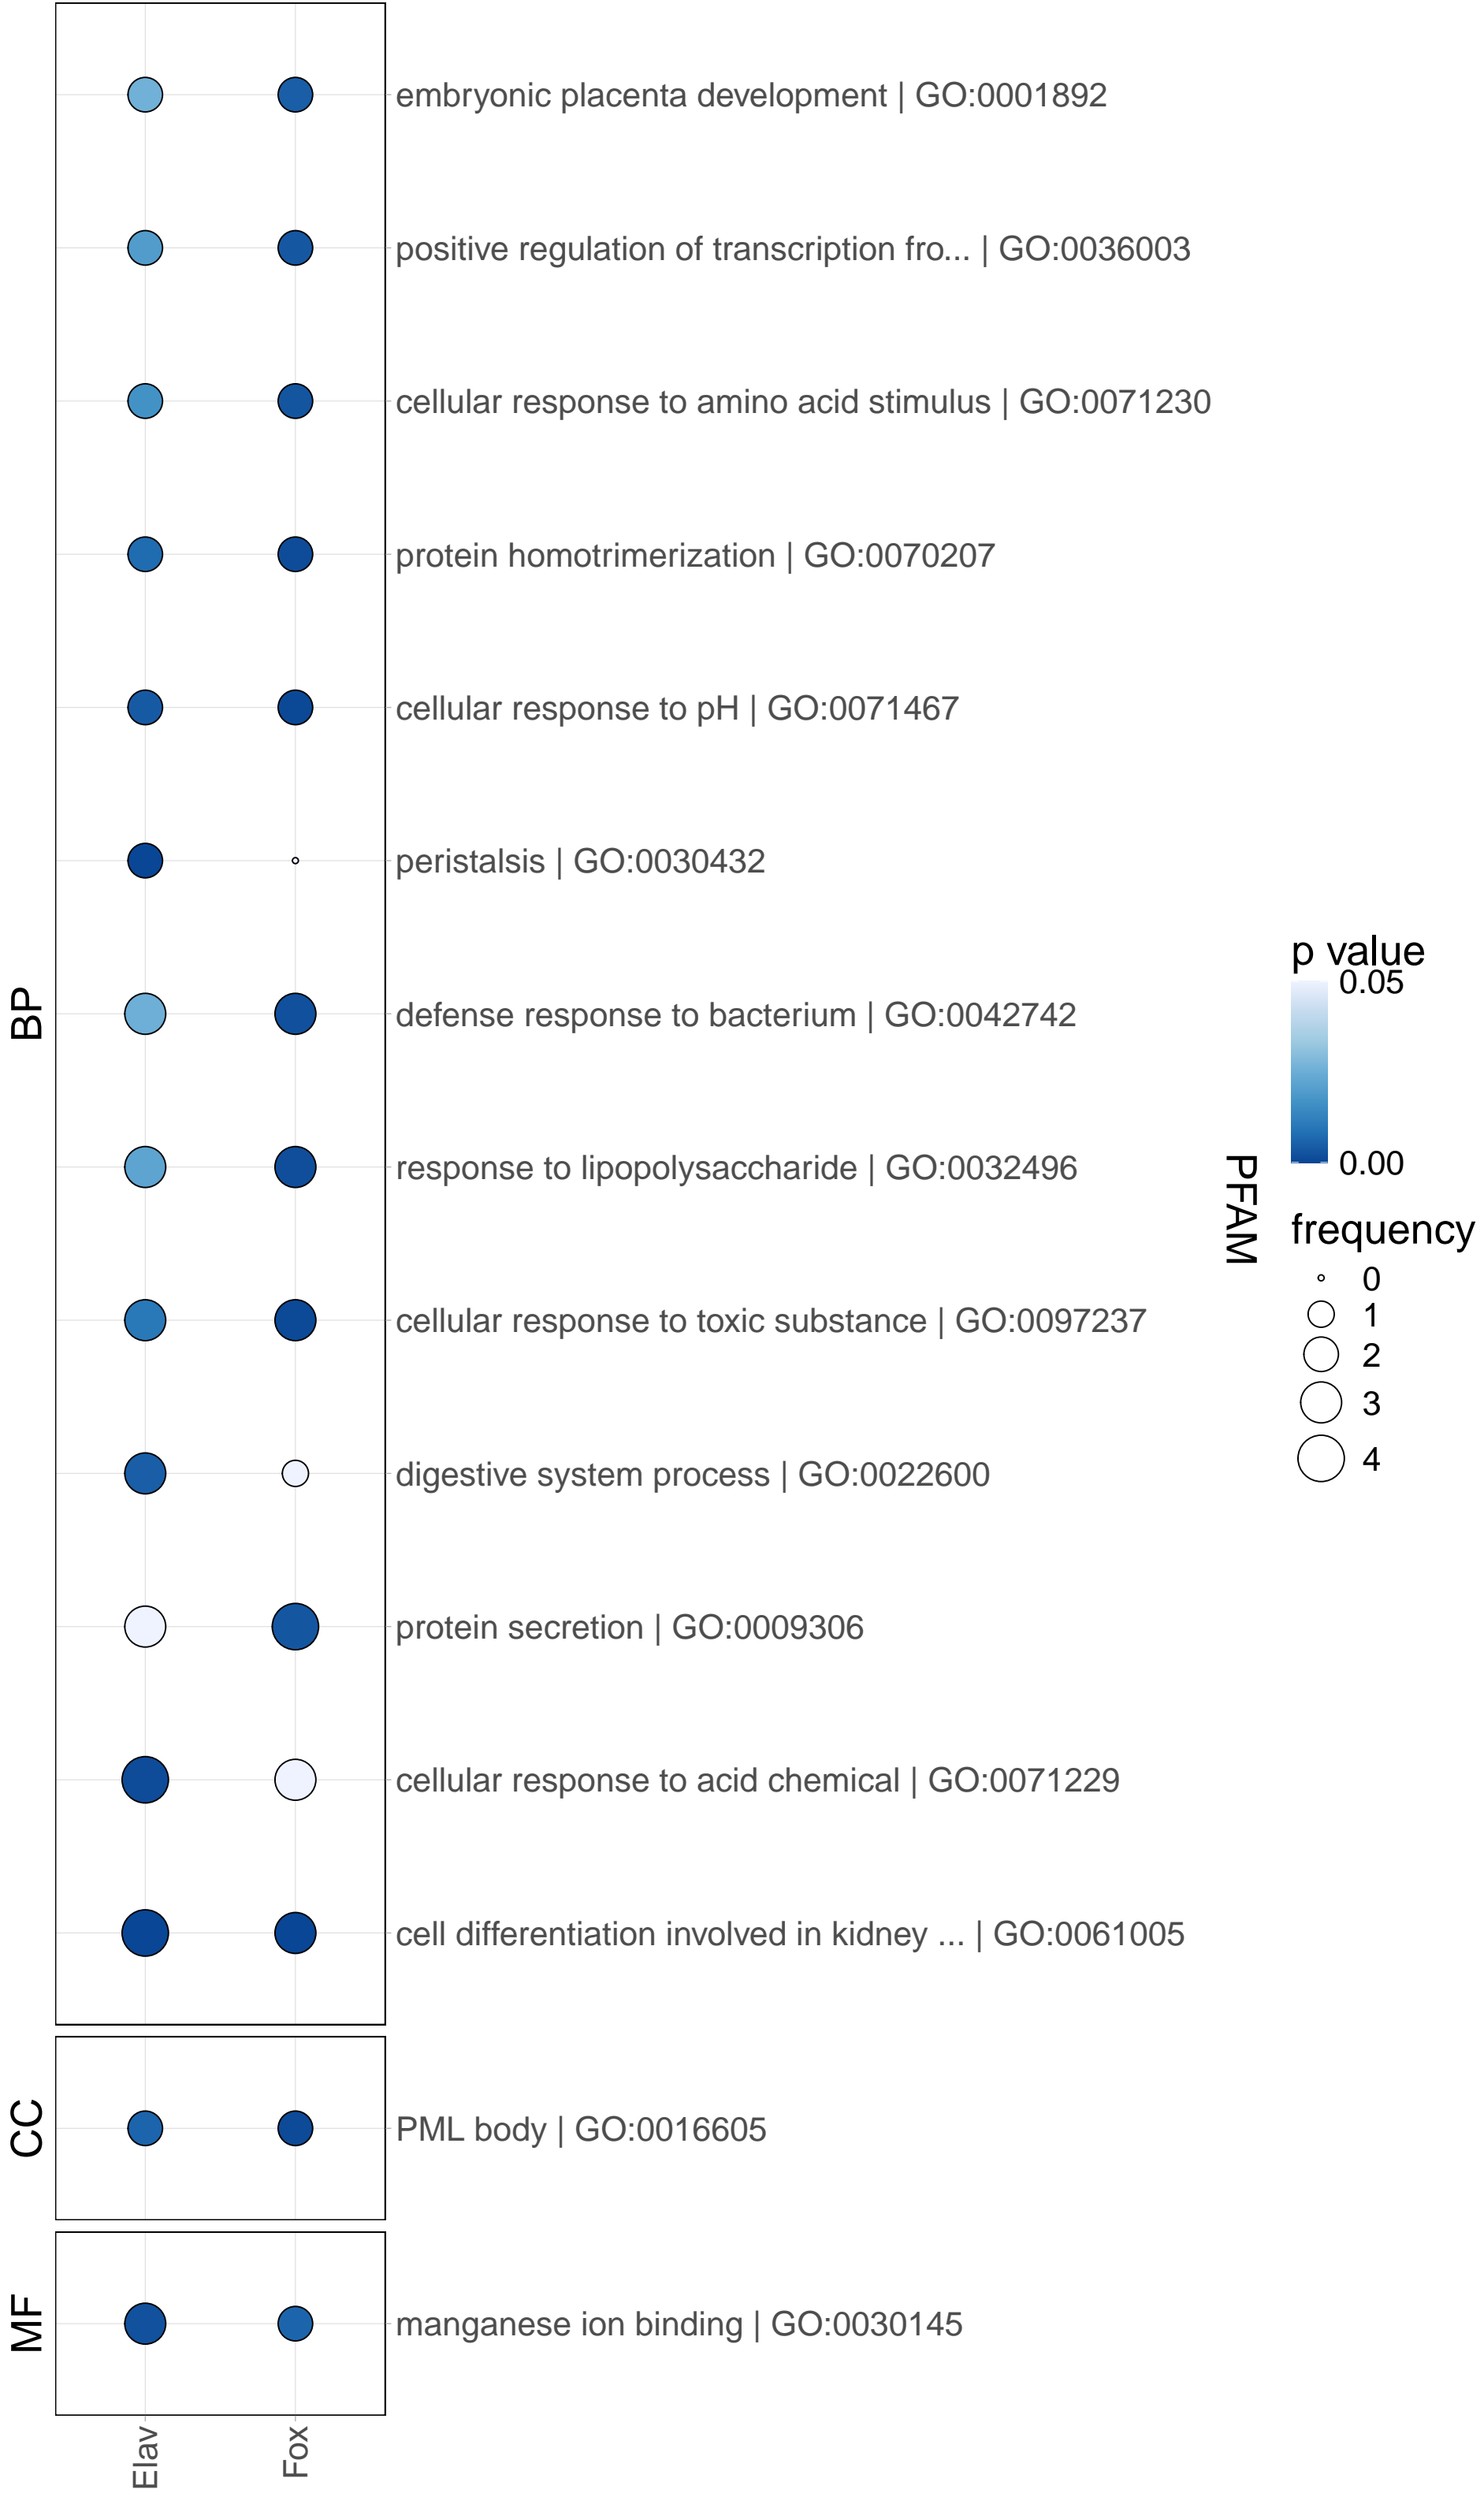 BP
embryonic placenta development | GO:0001892
positive regulation of transcription fro... | GO:0036003
cellular response to amino acid stimulus | GO:0071230
protein homotrimerization | GO:0070207
cellular response to pH | GO:0071467
peristalsis | GO:0030432
defense response to bacterium | GO:0042742
response to lipopolysaccharide | GO:0032496
cellular response to toxic substance | GO:0097237
digestive system process | GO:0022600
protein secretion | GO:0009306
cellular response to acid chemical | GO:0071229
cell differentiation involved in kidney ... | GO:0061005
CC
PML body | GO:0016605
MF
manganese ion binding | GO:0030145
Elav
Fox
PFAM
p value
0.05
0.00
frequency
0
1
2
3
4